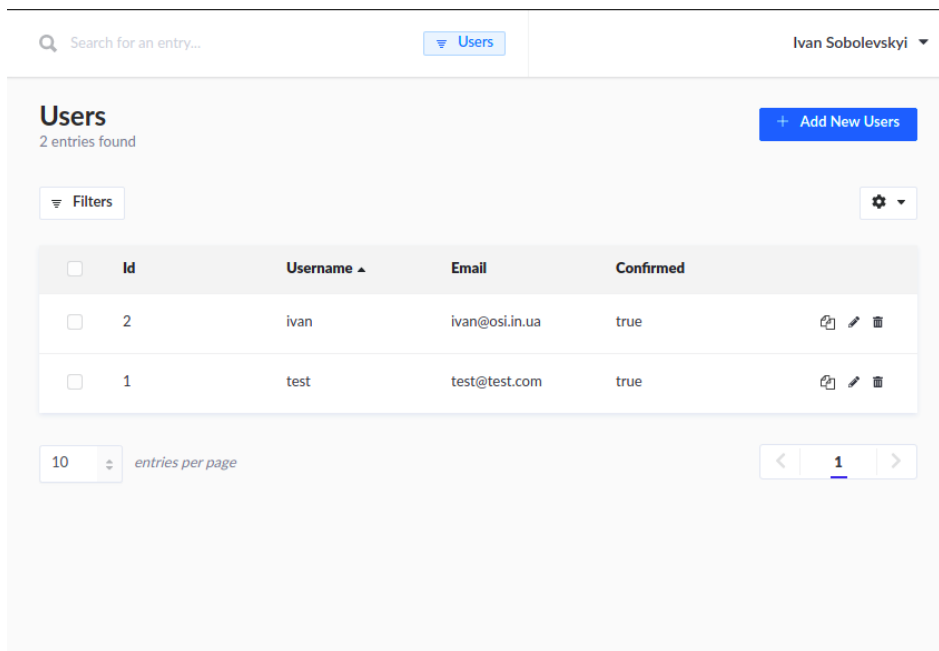 Search for an entry... Users Ivan Sobolevskyi
Users
2 entries found
Add New Users
Filters
Id Username Email Confirmed
2 ivan ivan@osi.in.ua true
1 test test@test.com true
10 entries per page 1